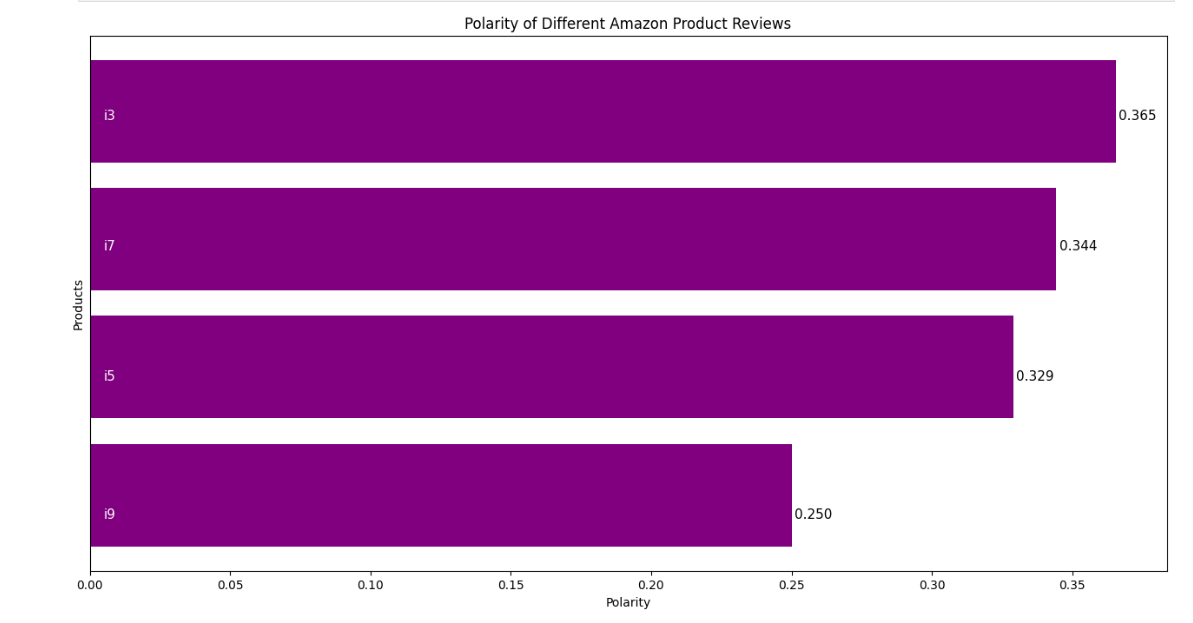 Polarity of Different Amazon Product Reviews
Products
i3
0.365
i7
0.344
i5
0.329
i9
0.250
0.00 0.05 0.10 0.15 0.20 0.25 0.30 0.35
Polarity